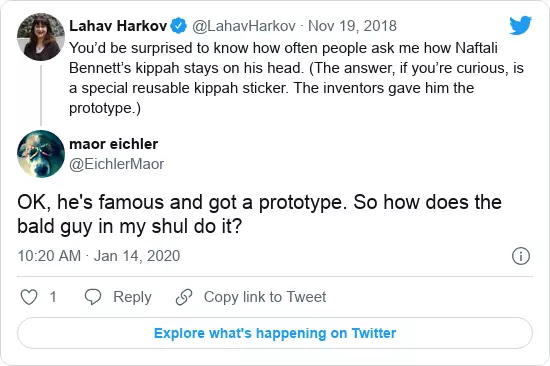 Lahav Harkov @LahavHarkov · Nov 19, 2018
You’d be surprised to know how often people ask me how Naftali
Bennett’s kippah stays on his head. (The answer, if you’re curious, is
a special reusable kippah sticker. The inventors gave him the
prototype.)
maor eichler
@EichlerMaor
OK, he's famous and got a prototype. So how does the
bald guy in my shul do it?
10:20 AM · Jan 14, 2020
1 Reply Copy link to Tweet
Explore what's happening on Twitter